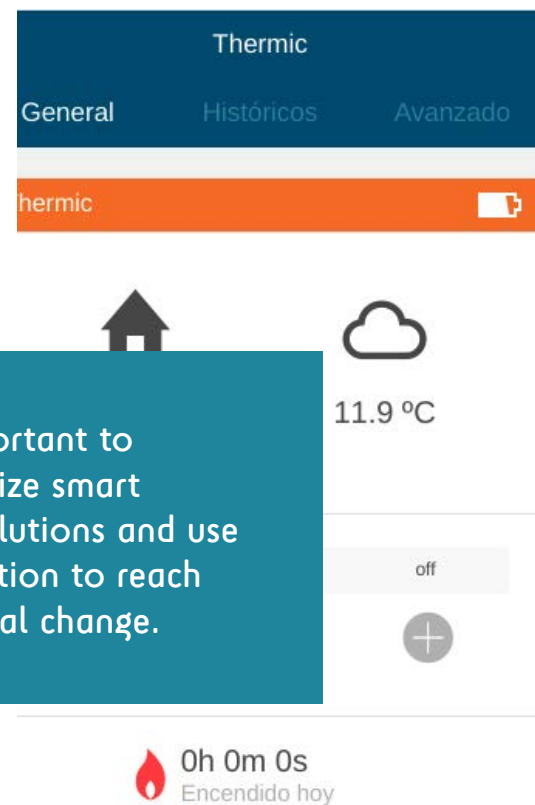 Thermic
General Históricos Avanzado
hermic
11.9 ºC
ortant to
ize smart
lutions and use
tion to reach
al change.
off
0h 0m 0s
Encendido hoy